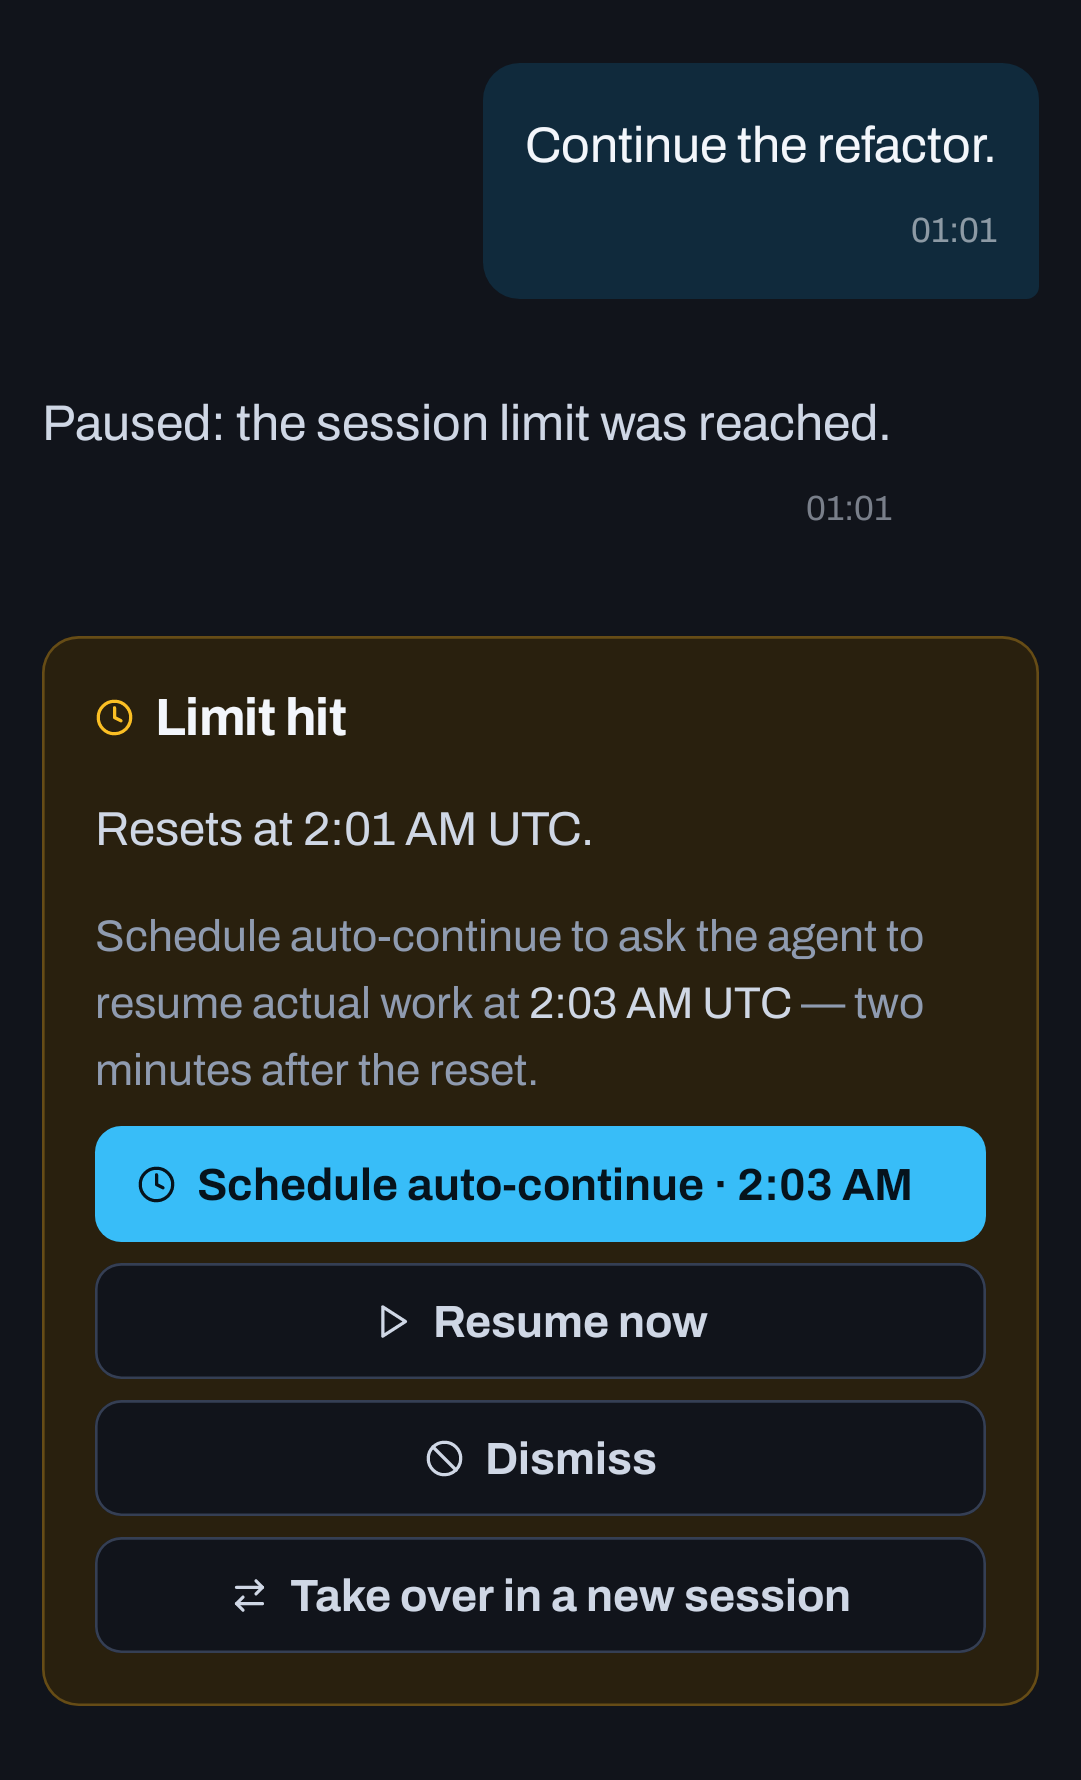 Continue the refactor.
01:01
Paused: the session limit was reached.
01:01
Limit hit
Resets at 2:01 AM UTC.
Schedule auto-continue to ask the agent to
resume actual work at 2:03 AM UTC — two
minutes after the reset.
Schedule auto-continue · 2:03 AM
Resume now
Dismiss
Take over in a new session